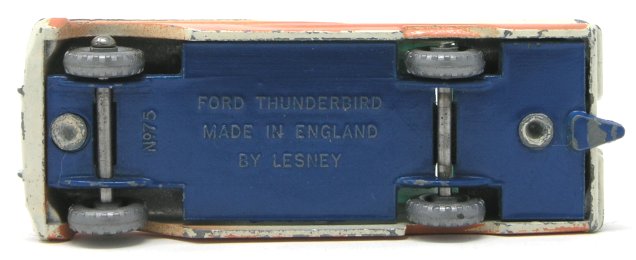 FORD THUNDERBIRD
MADE IN ENGLAND
BY LESNEY
Nº75